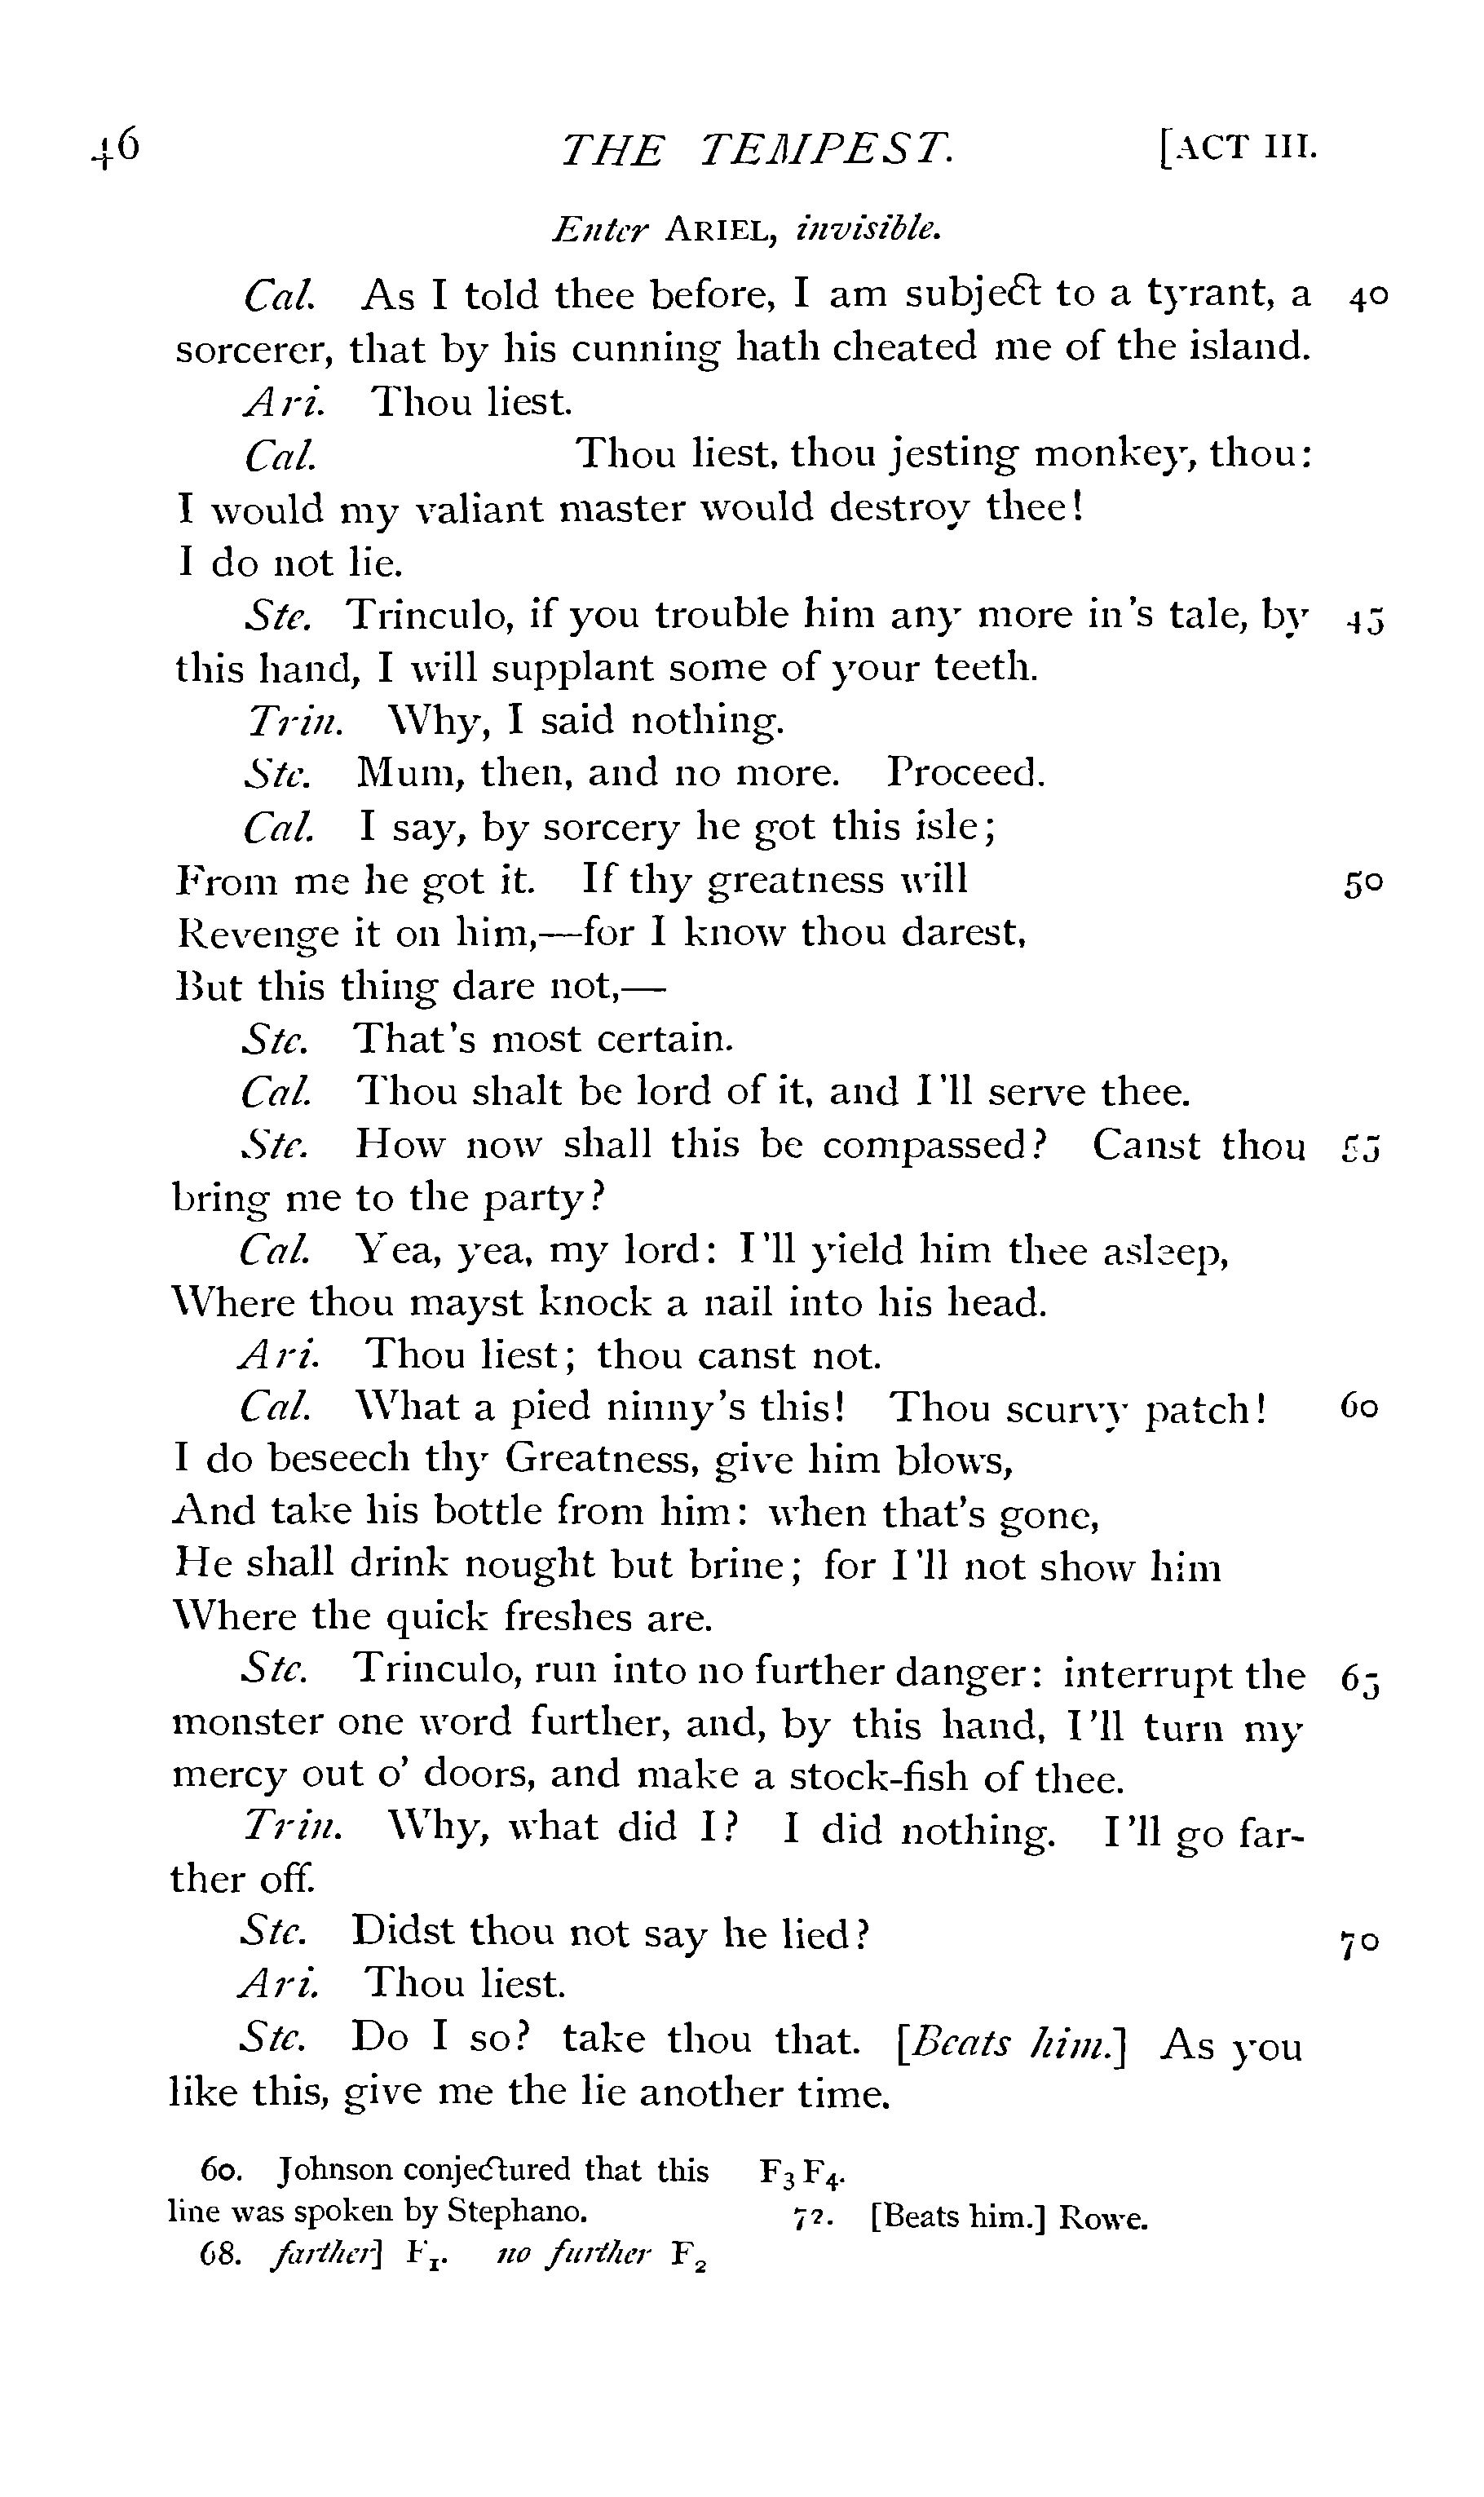 46 THE TEMPEST. [ACT III.
Enter ARIEL, invisible.
Cal. As I told thee before, I am subject to a tyrant, a 40
sorcerer, that by his cunning hath cheated me of the island.
Ari. Thou liest.
Cal. Thou liest, thou jesting monkey, thou:
I would my valiant master would destroy thee!
I do not lie.
Ste. Trinculo, if you trouble him any more in's tale, by 45
this hand, I will supplant some of your teeth.
Trin. Why, I said nothing.
Ste. Mum, then, and no more. Proceed.
Cal. I say, by sorcery he got this isle;
From me he got it. If thy greatness will 50
Revenge it on him,—for I know thou darest,
But this thing dare not,—
Ste. That's most certain.
Cal. Thou shalt be lord of it, and I'll serve thee.
Ste. How now shall this be compassed? Canst thou 55
bring me to the party?
Cal. Yea, yea, my lord: I'll yield him thee asleep,
Where thou mayst knock a nail into his head.
Ari. Thou liest; thou canst not.
Cal. What a pied ninny's this! Thou scurvy patch! 60
I do beseech thy Greatness, give him blows,
And take his bottle from him: when that's gone,
He shall drink nought but brine; for I'll not show him
Where the quick freshes are.
Ste. Trinculo, run into no further danger: interrupt the 65
monster one word further, and, by this hand, I'll turn my
mercy out o' doors, and make a stock-fish of thee.
Trin. Why, what did I? I did nothing. I'll go far-
ther off.
Ste. Didst thou not say he lied? 70
Ari. Thou liest.
Ste. Do I so? take thou that. [Beats him.] As you
like this, give me the lie another time.
60. Johnson conjectured that this
line was spoken by Stephano.
68. farther] F1. no further F2
F3 F4.
72. [Beats him.] Rowe.